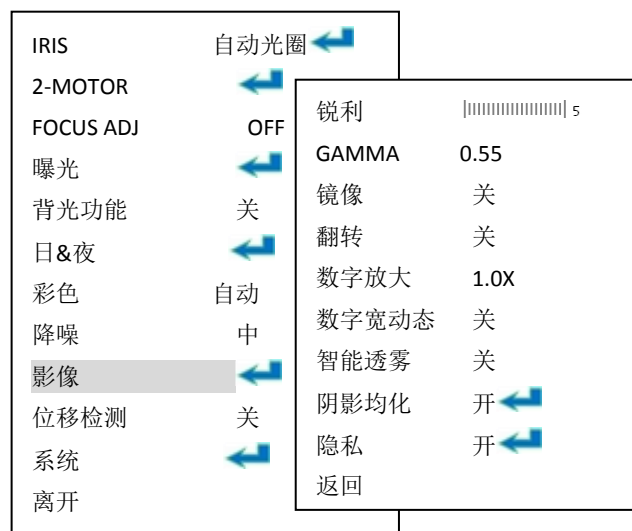 IRIS 自动光圈
2-MOTOR
FOCUS ADJ OFF
曝光
背光功能 关
日&夜
彩色 自动
降噪 中
影像
位移检测 关
系统
离开
锐利 5
GAMMA 0.55
镜像 关
翻转 关
数字放大 1.0X
数字宽动态 关
智能透雾 关
阴影均化 开
隐私 开
返回